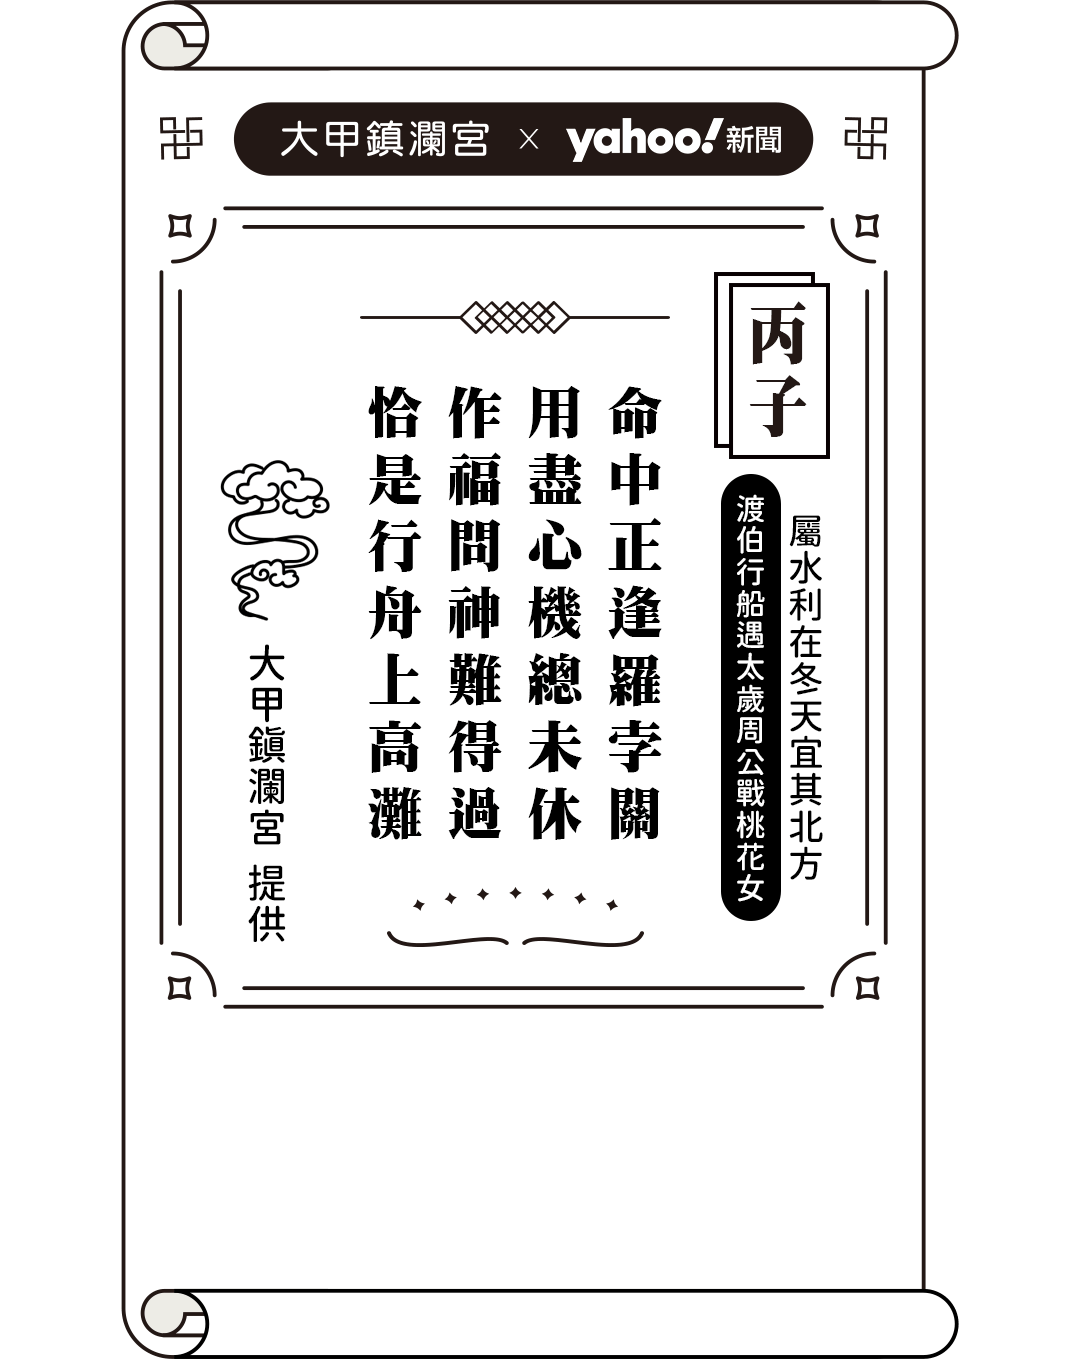 大甲鎮瀾宮 × yahoo!新聞
丙子
屬水利在冬天宜其北方
渡伯行船遇太歲周公戰桃花女
命中正逢羅孛關
用盡心機總未休
作福問神難得過
恰是行舟上高灘
大甲鎮瀾宮 提供